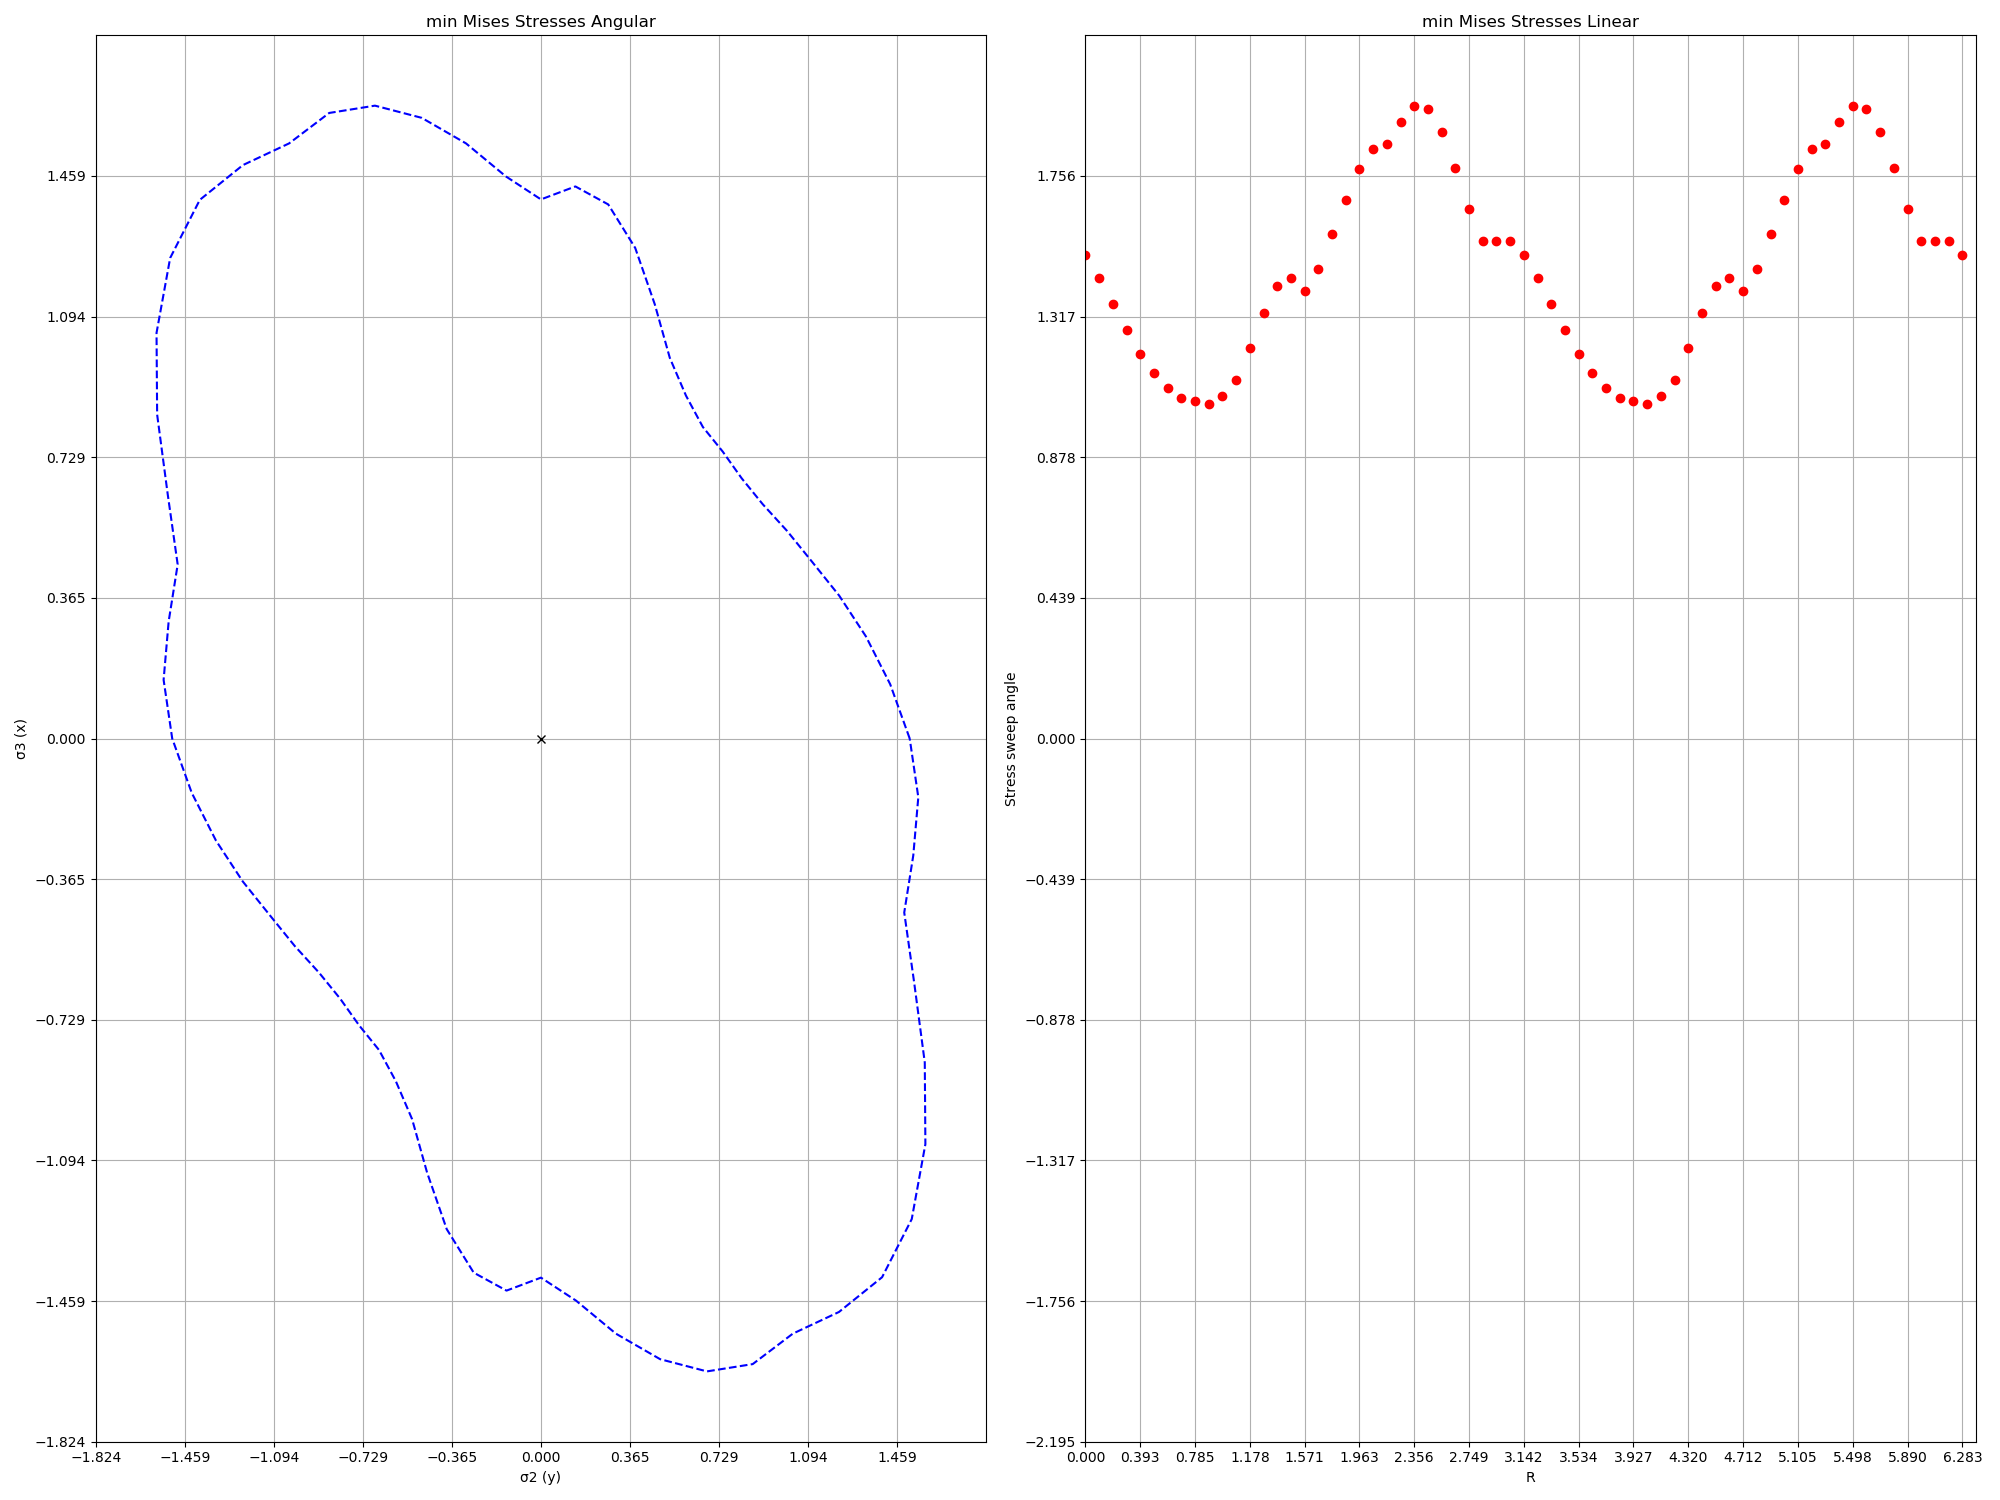 min Mises Stresses Angular
1.459
1.094
0.729
0.365
0.000
−0.365
−0.729
−1.094
−1.459
−1.824
σ3 (x)
−1.824 −1.459 −1.094 −0.729 −0.365 0.000 0.365 0.729 1.094 1.459
σ2 (y)
min Mises Stresses Linear
1.756
1.317
0.878
0.439
0.000
−0.439
−0.878
−1.317
−1.756
−2.195
Stress sweep angle
0.000 0.393 0.785 1.178 1.571 1.963 2.356 2.749 3.142 3.534 3.927 4.320 4.712 5.105 5.498 5.890 6.283
R